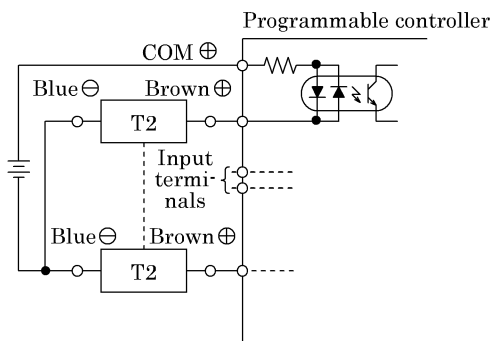 Programmable controller
COM ⊕
Blue ⊖ Brown ⊕
T2
Input
termi-
nals
Blue ⊖ Brown ⊕
T2